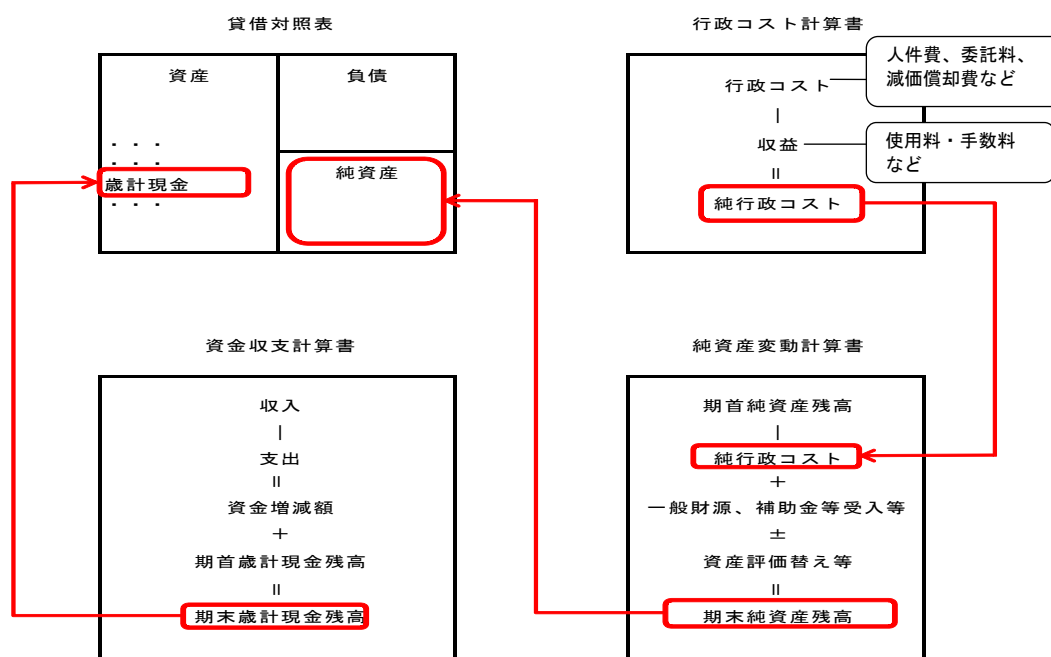 貸借対照表
資産
負債
・ ・ ・
・ ・ ・
歳計現金
・ ・ ・
純資産
行政コスト計算書
行政コスト
人件費、委託料、
減価償却費など
－
収益
使用料・手数料
など
＝
純行政コスト
資金収支計算書
収入
－
支出
＝
資金増減額
＋
期首歳計現金残高
＝
期末歳計現金残高
純資産変動計算書
期首純資産残高
－
純行政コスト
＋
一般財源、補助金等受入等
±
資産評価替え等
＝
期末純資産残高